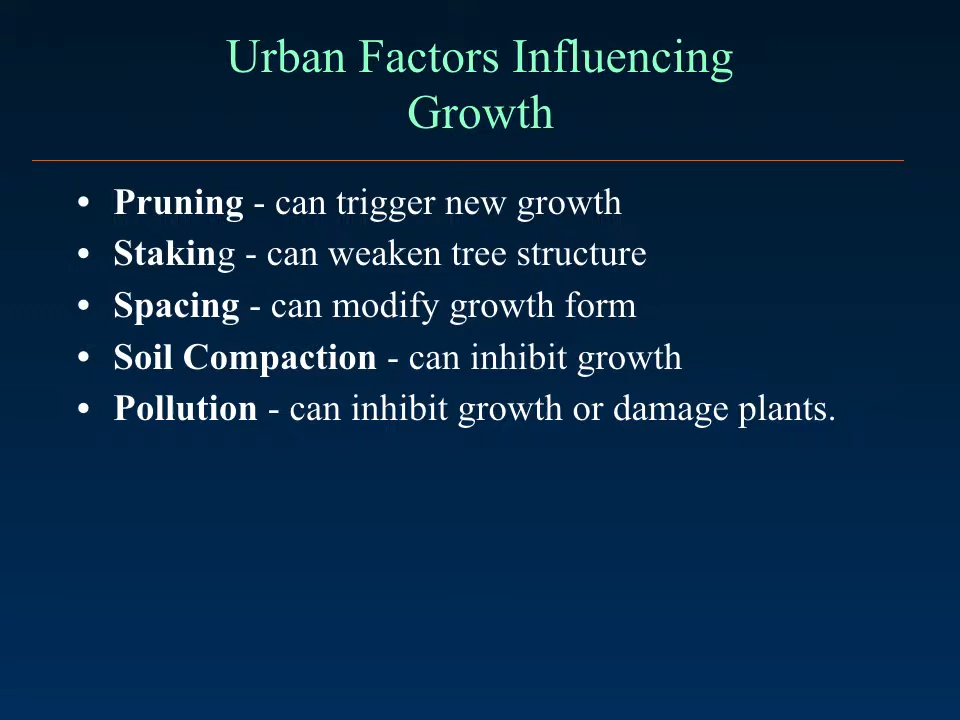 Urban Factors Influencing
Growth
• Pruning - can trigger new growth
• Staking - can weaken tree structure
• Spacing - can modify growth form
• Soil Compaction - can inhibit growth
• Pollution - can inhibit growth or damage plants.